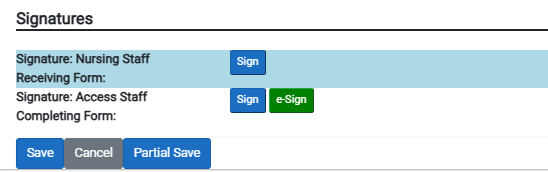 Signatures
Signature: Nursing Staff Sign
Receiving Form:
Signature: Access Staff Sign e-Sign
Completing Form:
Save Cancel Partial Save